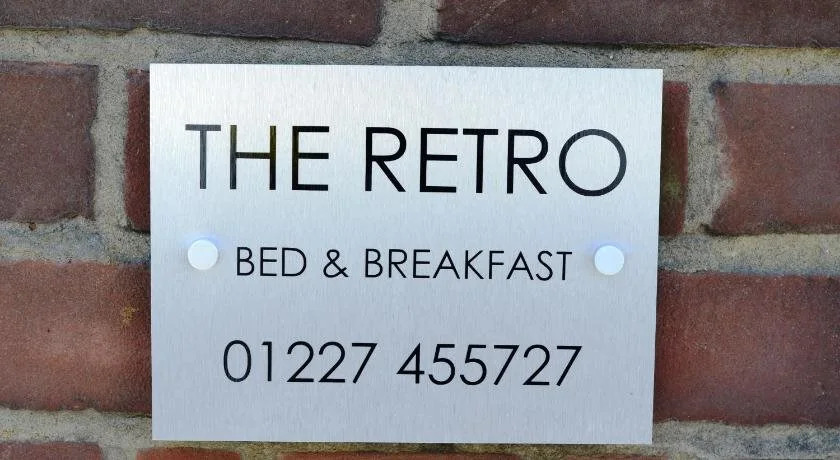 THE RETRO
BED & BREAKFAST
01227 455727